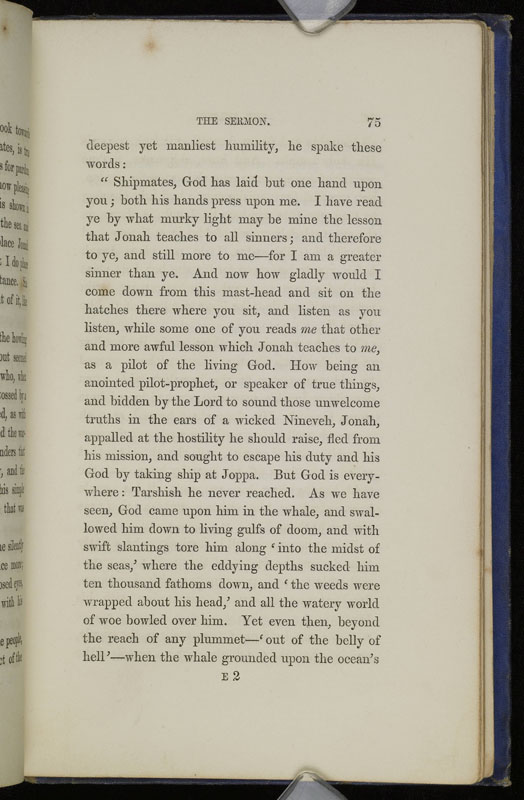 THE SERMON. 75
deepest yet manliest humility, he spake these
words:
“ Shipmates, God has laid but one hand upon
you; both his hands press upon me. I have read
ye by what murky light may be mine the lesson
that Jonah teaches to all sinners; and therefore
to ye, and still more to me—for I am a greater
sinner than ye. And now how gladly would I
come down from this mast-head and sit on the
hatches there where you sit, and listen as you
listen, while some one of you reads me that other
and more awful lesson which Jonah teaches to me,
as a pilot of the living God. How being an
anointed pilot-prophet, or speaker of true things,
and bidden by the Lord to sound those unwelcome
truths in the ears of a wicked Nineveh, Jonah,
appalled at the hostility he should raise, fled from
his mission, and sought to escape his duty and his
God by taking ship at Joppa. But God is every-
where: Tarshish he never reached. As we have
seen, God came upon him in the whale, and swal-
lowed him down to living gulfs of doom, and with
swift slantings tore him along ‘into the midst of
the seas,’ where the eddying depths sucked him
ten thousand fathoms down, and ‘the weeds were
wrapped about his head,’ and all the watery world
of woe bowled over him. Yet even then, beyond
the reach of any plummet—‘out of the belly of
hell’—when the whale grounded upon the ocean’s
E 2